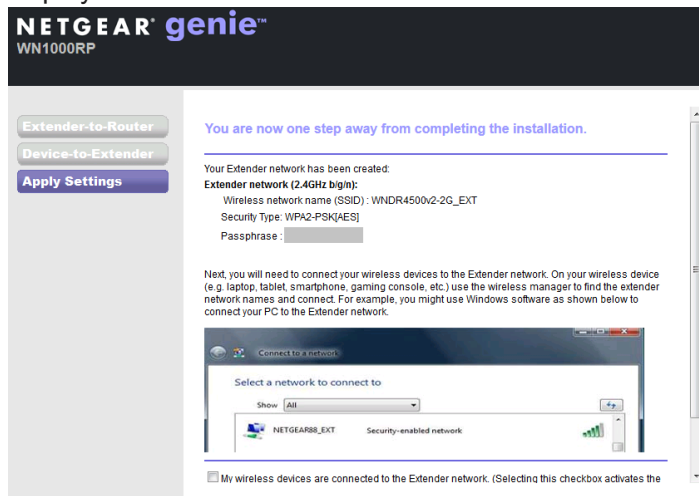 NETGEAR® genie™
WN1000RP
Extender-to-Router
Device-to-Extender
Apply Settings
You are now one step away from completing the installation.
Your Extender network has been created:
Extender network (2.4GHz b/g/n):
Wireless network name (SSID) : WNDR4500v2-2G_EXT
Security Type: WPA2-PSK[AES]
Passphrase :
Next, you will need to connect your wireless devices to the Extender network. On your wireless device
(e.g. laptop, tablet, smartphone, gaming console, etc.) use the wireless manager to find the extender
network names and connect. For example, you might use Windows software as shown below to
connect your PC to the Extender network.
Connect to a network
Select a network to connect to
Show All
NETGEAR88_EXT Security-enabled network
My wireless devices are connected to the Extender network. (Selecting this checkbox activates the